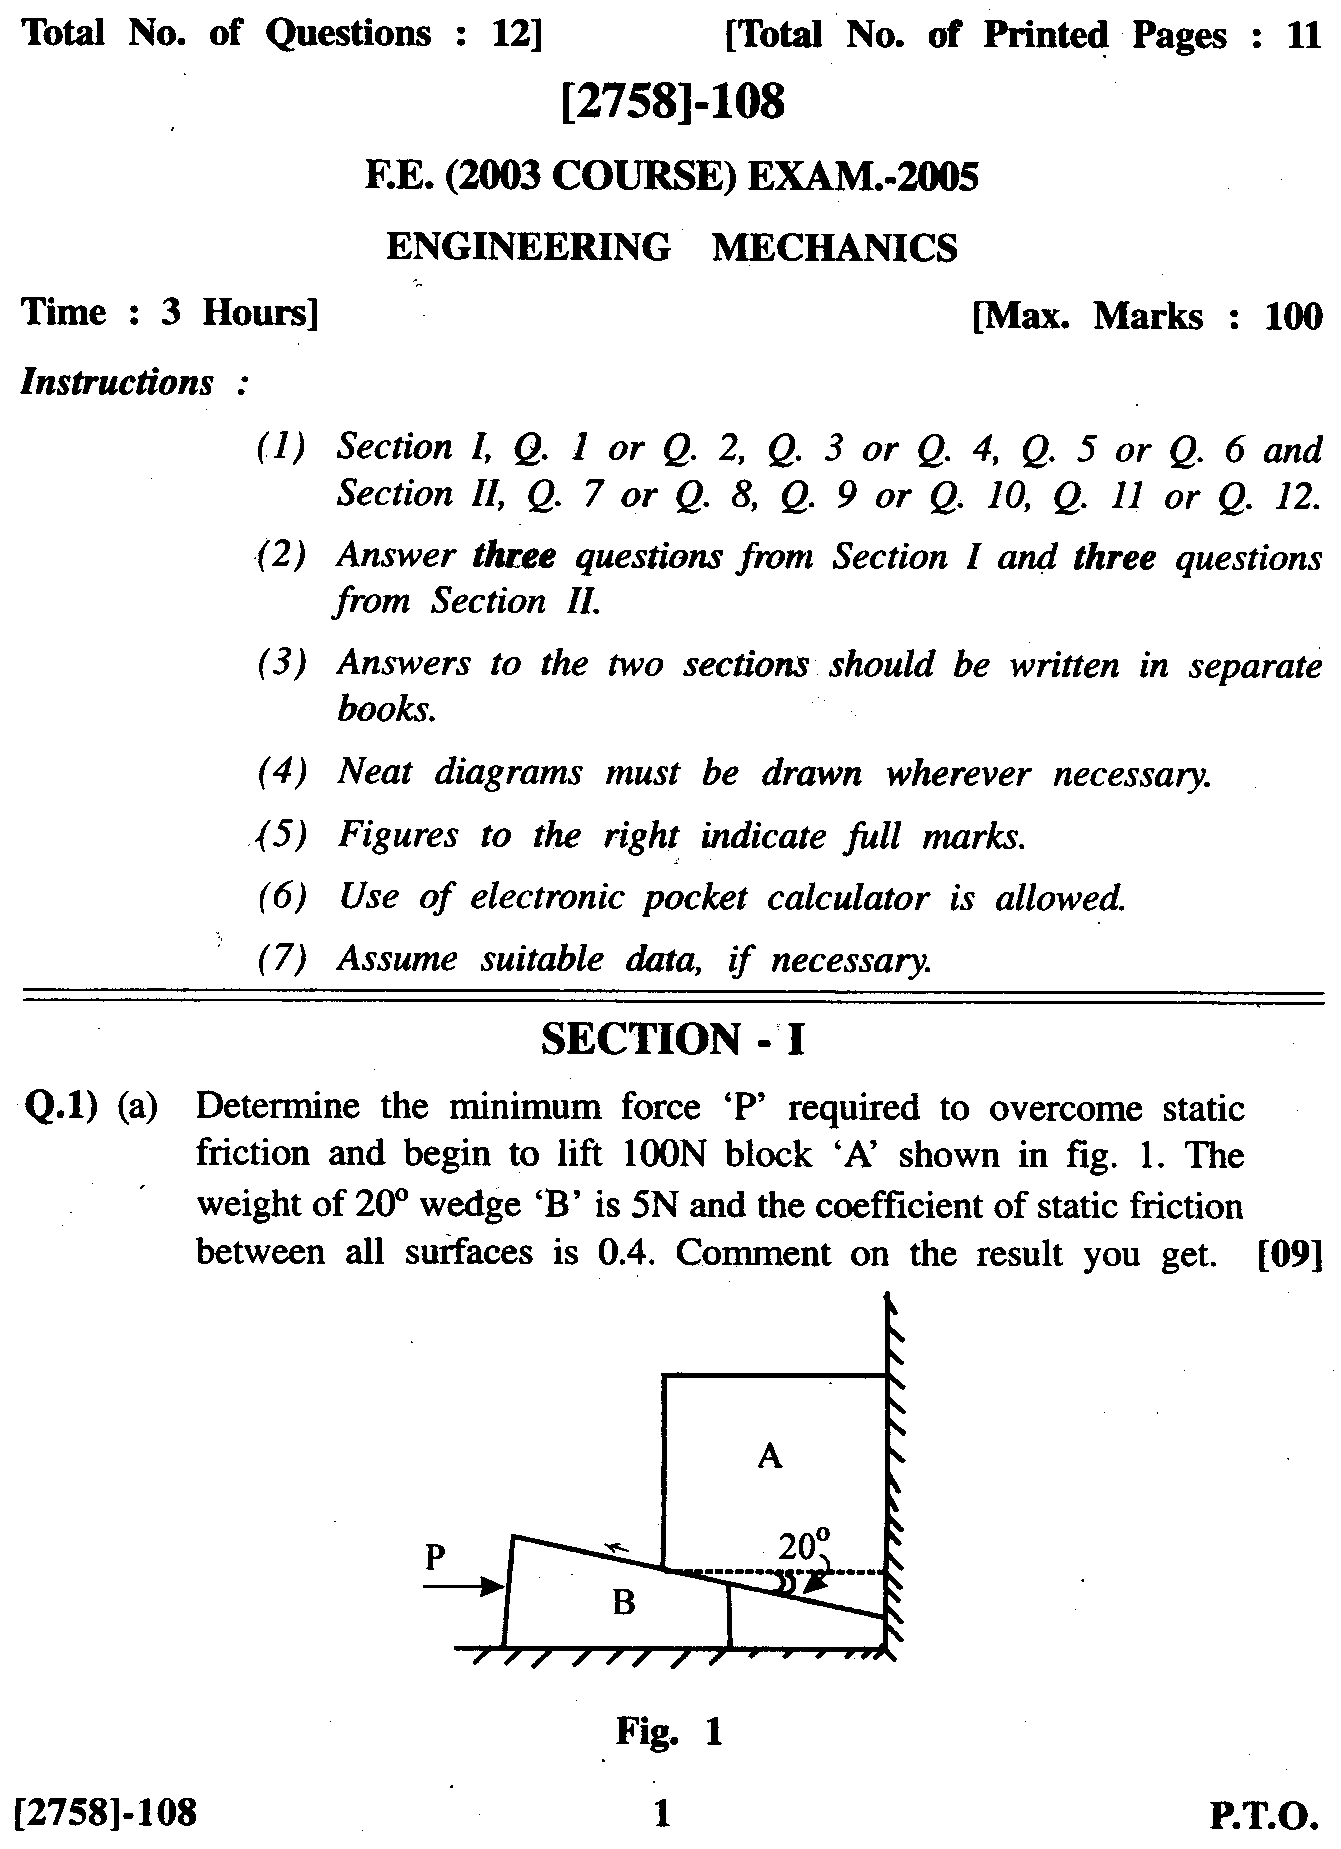 Total No. of Questions : 12] [Total No. of Printed Pages : 11
[2758]-108
F.E. (2003 COURSE) EXAM.-2005
ENGINEERING MECHANICS
Time : 3 Hours] [Max. Marks : 100
Instructions :
(1) Section I, Q. 1 or Q. 2, Q. 3 or Q. 4, Q. 5 or Q. 6 and
Section II, Q. 7 or Q. 8, Q. 9 or Q. 10, Q. 11 or Q. 12.
(2) Answer three questions from Section I and three questions
from Section II.
(3) Answers to the two sections should be written in separate
books.
(4) Neat diagrams must be drawn wherever necessary.
(5) Figures to the right indicate full marks.
(6) Use of electronic pocket calculator is allowed.
(7) Assume suitable data, if necessary.
SECTION - I
Q.1) (a) Determine the minimum force ‘P’ required to overcome static
friction and begin to lift 100N block ‘A’ shown in fig. 1. The
weight of 20⁰ wedge ‘B’ is 5N and the coefficient of static friction
between all surfaces is 0.4. Comment on the result you get. [09]
A
20⁰
P
B
Fig. 1
[2758]-108 1 P.T.O.